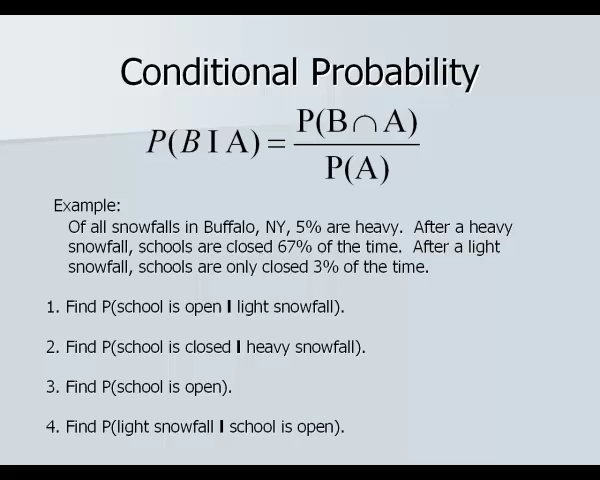 Conditional Probability
P(B I A) = P(B ∩ A) / P(A)
Example:
Of all snowfalls in Buffalo, NY, 5% are heavy. After a heavy
snowfall, schools are closed 67% of the time. After a light
snowfall, schools are only closed 3% of the time.
1. Find P(school is open I light snowfall).
2. Find P(school is closed I heavy snowfall).
3. Find P(school is open).
4. Find P(light snowfall I school is open).